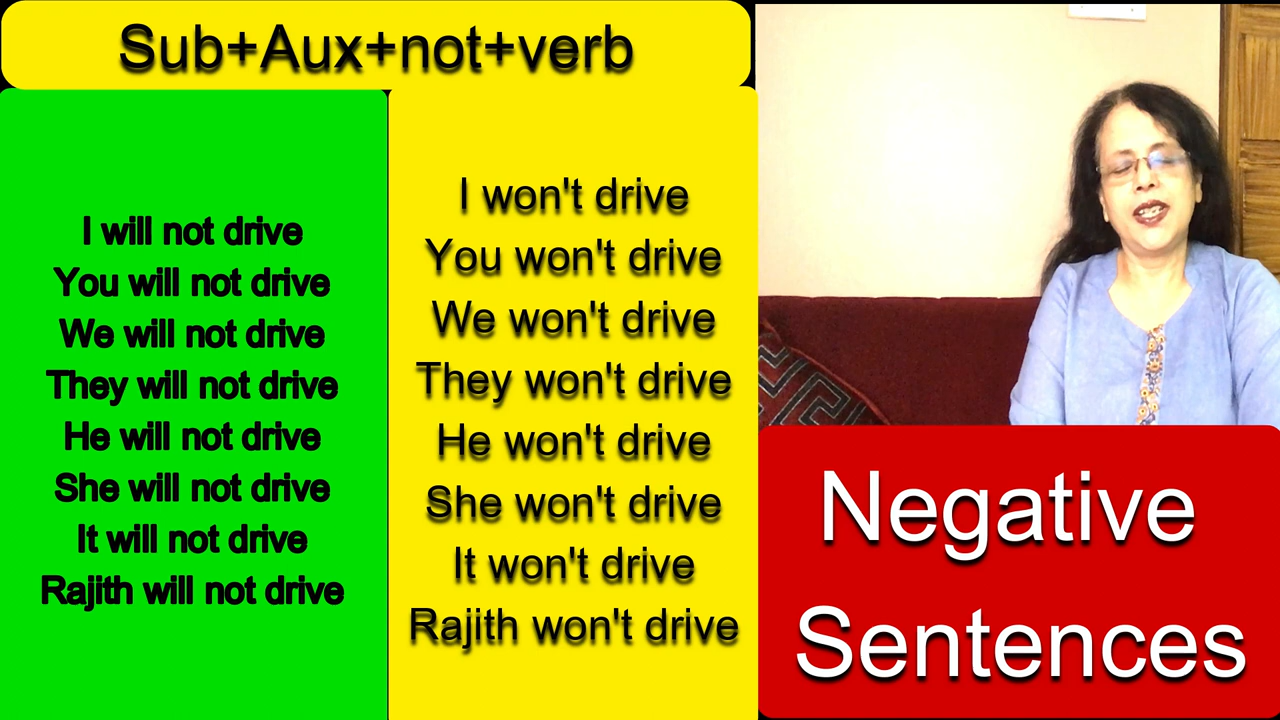 Sub+Aux+not+verb
I will not drive
You will not drive
We will not drive
They will not drive
He will not drive
She will not drive
It will not drive
Rajith will not drive
I won't drive
You won't drive
We won't drive
They won't drive
He won't drive
She won't drive
It won't drive
Rajith won't drive
Negative
Sentences